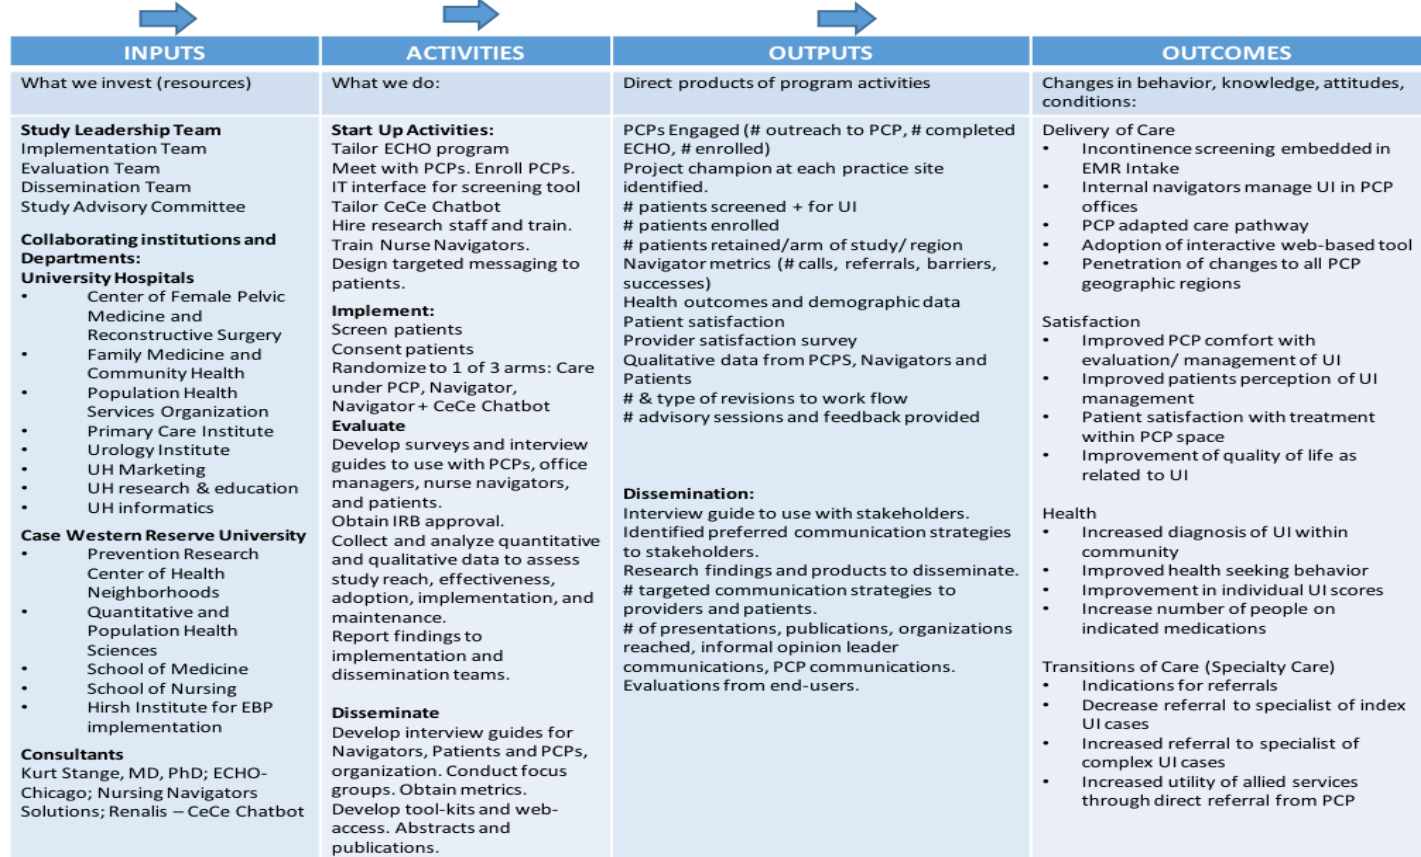 INPUTS
What we invest (resources)
Study Leadership Team
Implementation Team
Evaluation Team
Dissemination Team
Study Advisory Committee
Collaborating institutions and
Departments:
University Hospitals
• Center of Female Pelvic
Medicine and
Reconstructive Surgery
• Family Medicine and
Community Health
• Population Health
Services Organization
• Primary Care Institute
• Urology Institute
• UH Marketing
• UH research & education
• UH informatics
Case Western Reserve University
• Prevention Research
Center of Health
Neighborhoods
• Quantitative and
Population Health
Sciences
• School of Medicine
• School of Nursing
• Hirsh Institute for EBP
implementation
Consultants
Kurt Stange, MD, PhD; ECHO-
Chicago; Nursing Navigators
Solutions; Renalis – CeCe Chatbot
ACTIVITIES
What we do:
Start Up Activities:
Tailor ECHO program
Meet with PCPs. Enroll PCPs.
IT interface for screening tool
Tailor CeCe Chatbot
Hire research staff and train.
Train Nurse Navigators.
Design targeted messaging to
patients.
Implement:
Screen patients
Consent patients
Randomize to 1 of 3 arms: Care
under PCP, Navigator,
Navigator + CeCe Chatbot
Evaluate
Develop surveys and interview
guides to use with PCPs, office
managers, nurse navigators,
and patients.
Obtain IRB approval.
Collect and analyze quantitative
and qualitative data to assess
study reach, effectiveness,
adoption, implementation, and
maintenance.
Report findings to
implementation and
dissemination teams.
Disseminate
Develop interview guides for
Navigators, Patients and PCPs,
organization. Conduct focus
groups. Obtain metrics.
Develop tool-kits and web-
access. Abstracts and
publications.
OUTPUTS
Direct products of program activities
PCPs Engaged (# outreach to PCP, # completed
ECHO, # enrolled)
Project champion at each practice site
identified.
# patients screened + for UI
# patients enrolled
# patients retained/arm of study/ region
Navigator metrics (# calls, referrals, barriers,
successes)
Health outcomes and demographic data
Patient satisfaction
Provider satisfaction survey
Qualitative data from PCPS, Navigators and
Patients
# & type of revisions to work flow
# advisory sessions and feedback provided
Dissemination:
Interview guide to use with stakeholders.
Identified preferred communication strategies
to stakeholders.
Research findings and products to disseminate.
# targeted communication strategies to
providers and patients.
# of presentations, publications, organizations
reached, informal opinion leader
communications, PCP communications.
Evaluations from end-users.
OUTCOMES
Changes in behavior, knowledge, attitudes,
conditions:
Delivery of Care
• Incontinence screening embedded in
EMR Intake
• Internal navigators manage UI in PCP
offices
• PCP adapted care pathway
• Adoption of interactive web-based tool
• Penetration of changes to all PCP
geographic regions
Satisfaction
• Improved PCP comfort with
evaluation/ management of UI
• Improved patients perception of UI
management
• Patient satisfaction with treatment
within PCP space
• Improvement of quality of life as
related to UI
Health
• Increased diagnosis of UI within
community
• Improved health seeking behavior
• Improvement in individual UI scores
• Increase number of people on
indicated medications
Transitions of Care (Specialty Care)
• Indications for referrals
• Decrease referral to specialist of index
UI cases
• Increased referral to specialist of
complex UI cases
• Increased utility of allied services
through direct referral from PCP